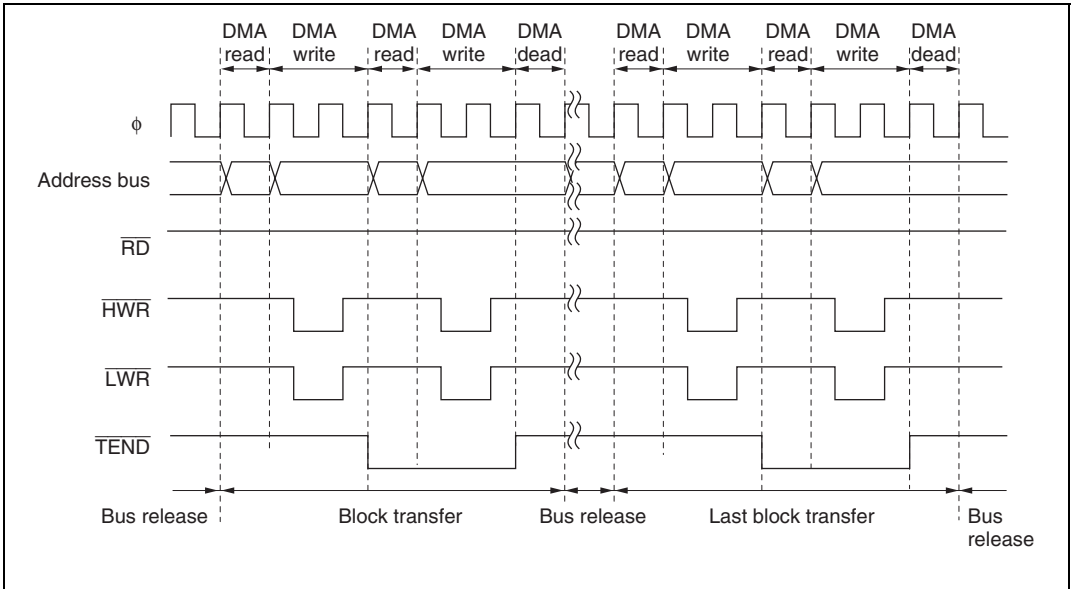 DMA DMA DMA DMA DMA DMA DMA DMA DMA DMA
read write read write dead read write read write dead
ϕ
Address bus
RD
HWR
LWR
TEND
Bus release Block transfer Bus release Last block transfer Bus
release